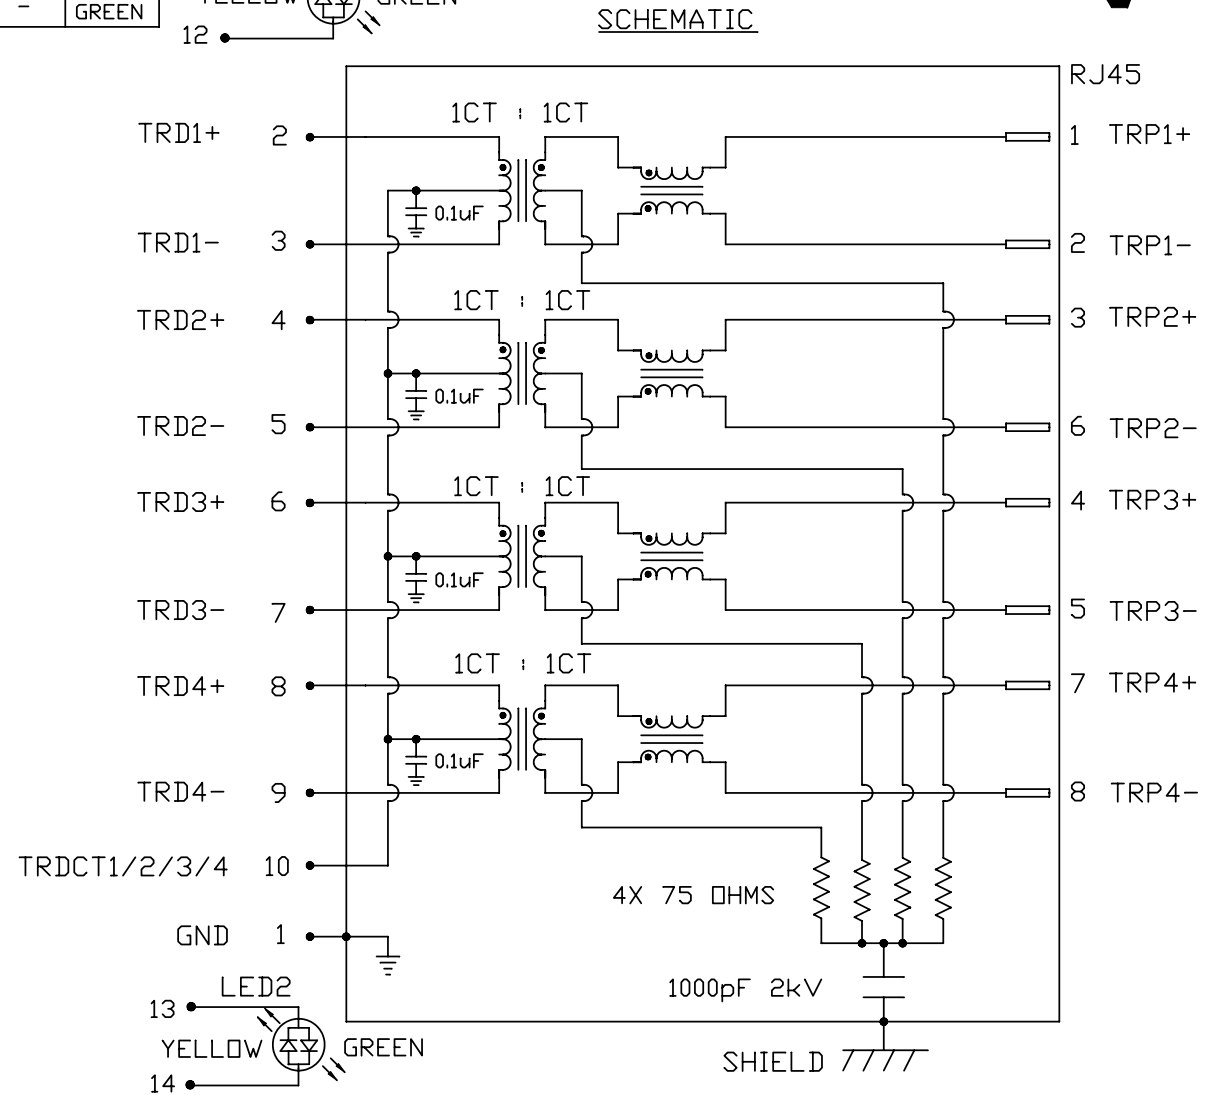 -
GREEN
YELLOW
GREEN
12
SCHEMATIC
RJ45
1CT : 1CT
TRD1+ 2
1 TRP1+
0.1uF
TRD1- 3
2 TRP1-
1CT : 1CT
TRD2+ 4
3 TRP2+
0.1uF
TRD2- 5
6 TRP2-
1CT : 1CT
TRD3+ 6
4 TRP3+
0.1uF
TRD3- 7
5 TRP3-
1CT : 1CT
TRD4+ 8
7 TRP4+
0.1uF
TRD4- 9
8 TRP4-
TRDCT1/2/3/4 10
4X 75 OHMS
GND 1
1000pF 2kV
LED2
13
YELLOW
GREEN
14
SHIELD